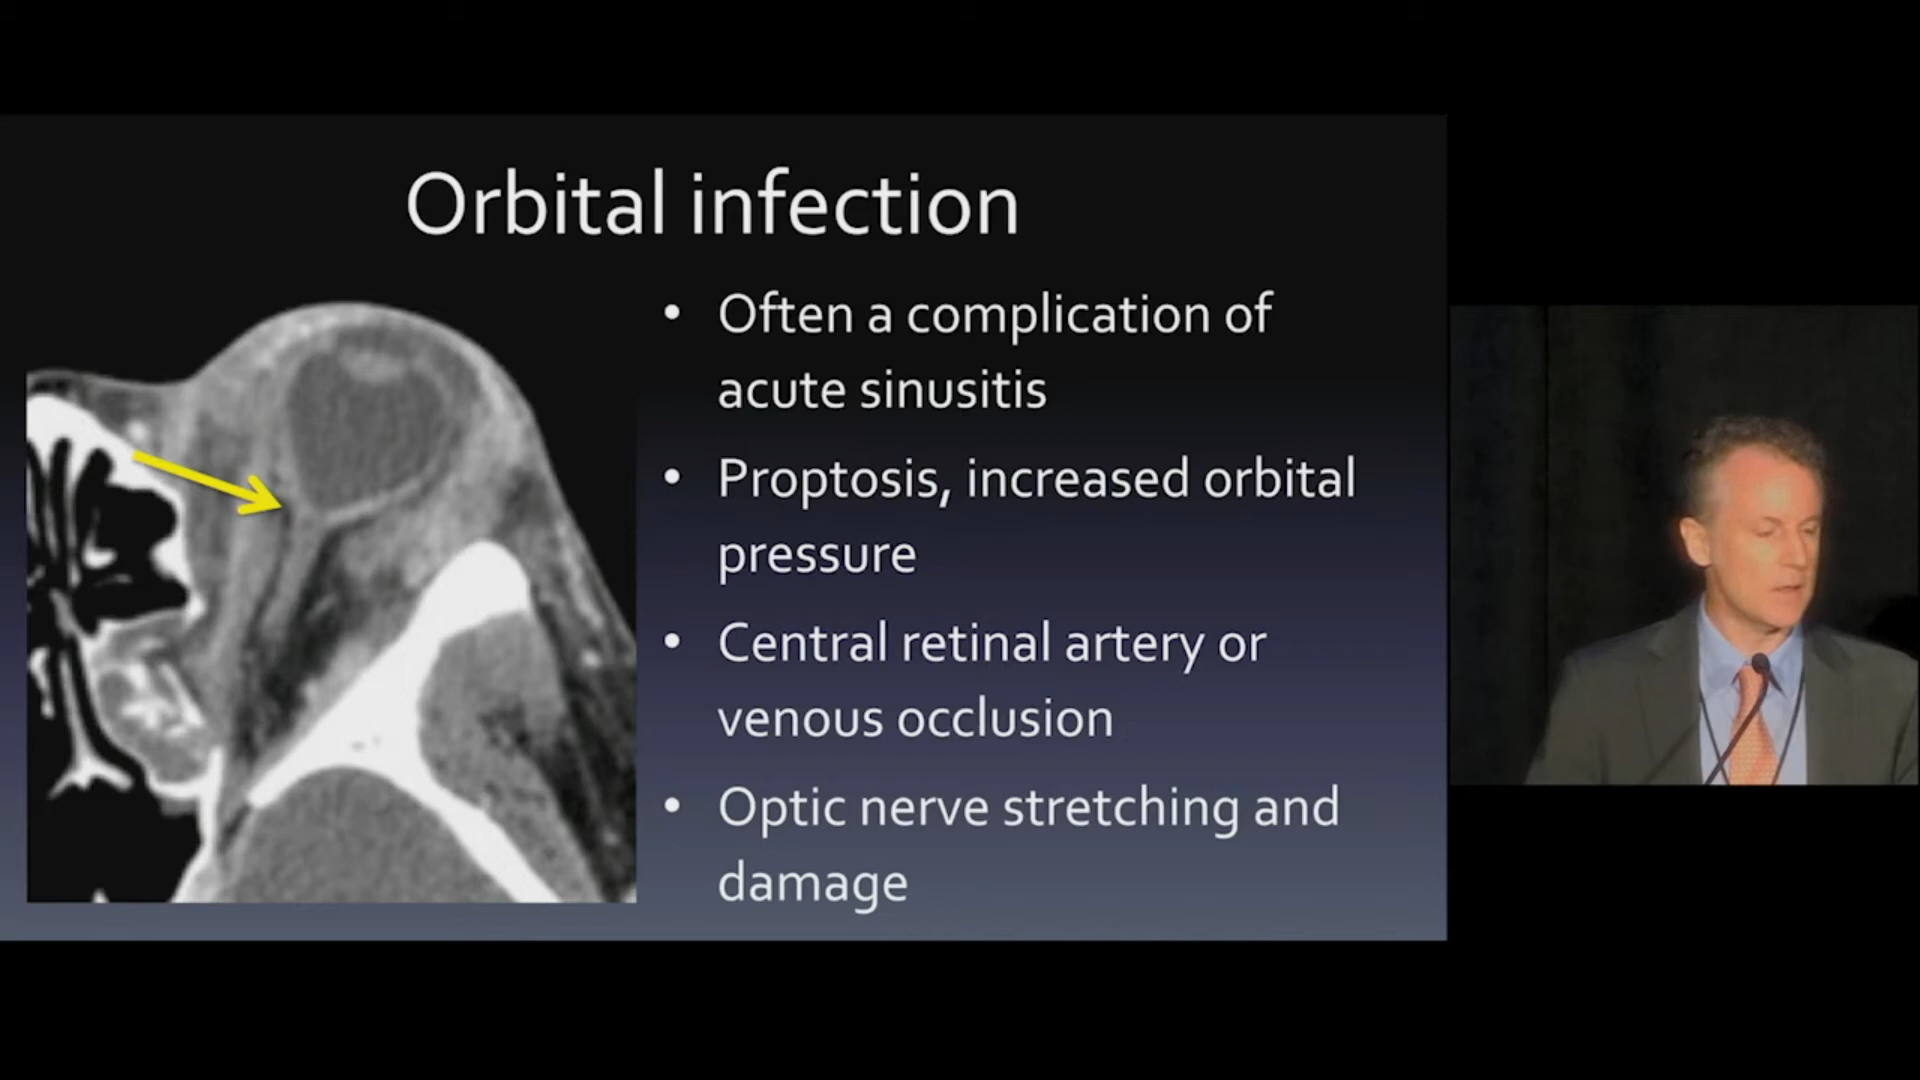 Orbital infection
• Often a complication of
acute sinusitis
• Proptosis, increased orbital
pressure
• Central retinal artery or
venous occlusion
• Optic nerve stretching and
damage